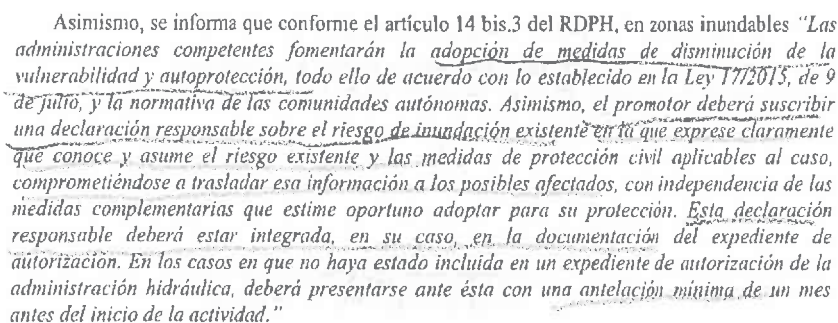 Asimismo, se informa que conforme el artículo 14 bis.3 del RDPH, en zonas inundables "Las
administraciones competentes fomentarán la adopción de medidas de disminución de la
vulnerabilidad y autoprotección, todo ello de acuerdo con lo establecido en la Ley 17/2015, de 9
de julio, y la normativa de las comunidades autónomas. Asimismo, el promotor deberá suscribir
una declaración responsable sobre el riesgo de inundación existente en la que exprese claramente
que conoce y asume el riesgo existente y las medidas de protección civil aplicables al caso,
comprometiéndose a trasladar esa información a los posibles afectados, con independencia de las
medidas complementarias que estime oportuno adoptar para su protección. Esta declaración
responsable deberá estar integrada, en su caso, en la documentación del expediente de
autorización. En los casos en que no haya estado incluida en un expediente de autorización de la
administración hidráulica, deberá presentarse ante ésta con una antelación mínima de un mes
antes del inicio de la actividad."